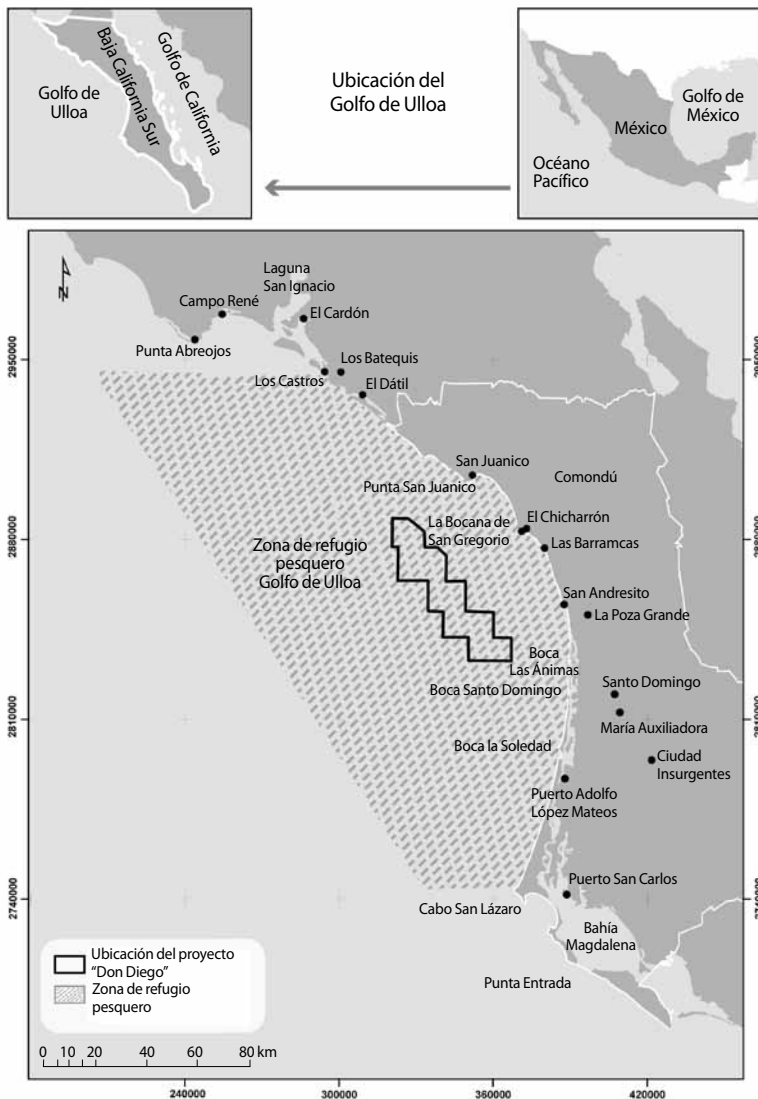 Golfo de
Ulloa
Baja California Sur
Golfo de California
Ubicación del
Golfo de Ulloa
Golfo de
México
México
Océano
Pacífico
N
Laguna
San Ignacio
Campo René
El Cardón
Punta Abreojos
Los Batequis
Los Castros
El Dátil
2950000
2950000
San Juanico
Punta San Juanico
Comondú
La Bocana de
San Gregorio
El Chicharrón
Las Barramcas
2880000
2880000
Zona de refugio
pesquero
Golfo de Ulloa
San Andresito
La Poza Grande
Boca
Las Ánimas
Boca Santo Domingo
Santo Domingo
María Auxiliadora
2810000
2810000
Boca la Soledad
Ciudad
Insurgentes
Puerto Adolfo
López Mateos
Puerto San Carlos
2740000
2740000
Cabo San Lázaro
Bahía
Magdalena
Punta Entrada
Ubicación del proyecto
“Don Diego”
Zona de refugio
pesquero
0 10 20 40 60 80 km
240000 300000 360000 420000